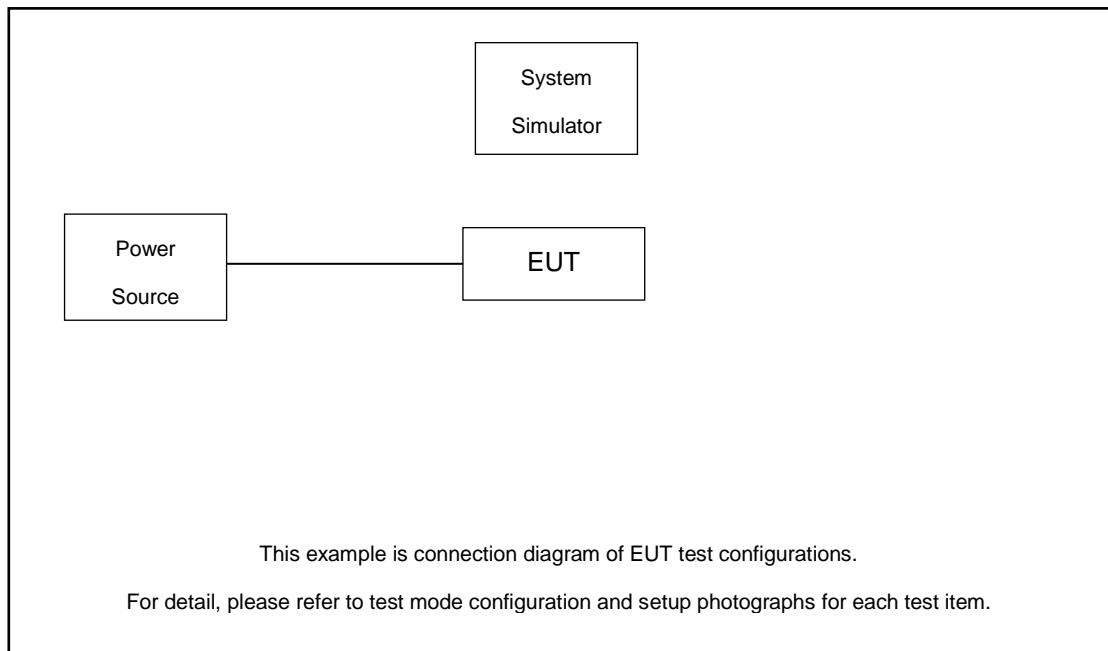 System
Simulator
Power
Source
EUT
This example is connection diagram of EUT test configurations.
For detail, please refer to test mode configuration and setup photographs for each test item.